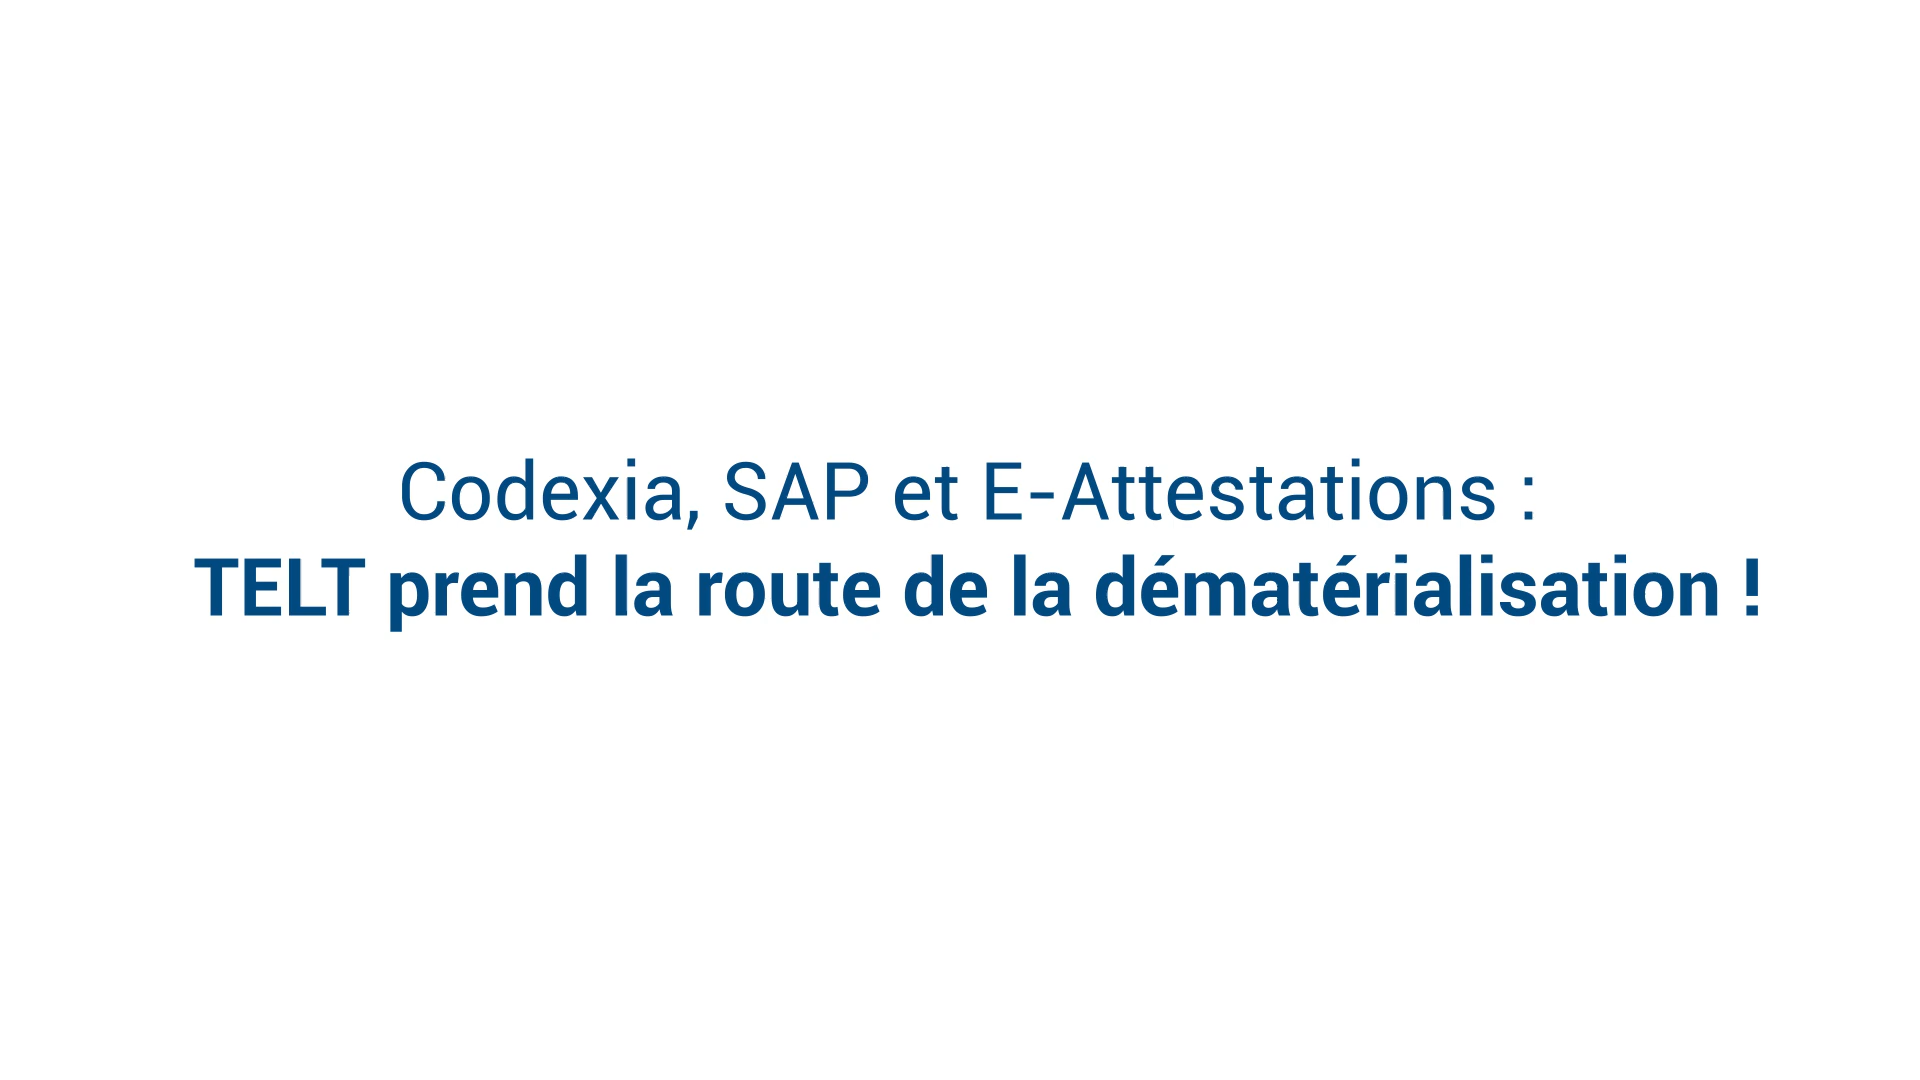 Codexia, SAP et E-Attestations :
TELT prend la route de la dématérialisation !